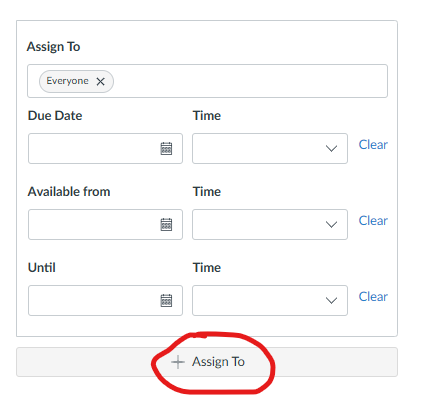 Assign To
Everyone
Due Date Time
Clear
Available from Time
Clear
Until Time
Clear
Assign To